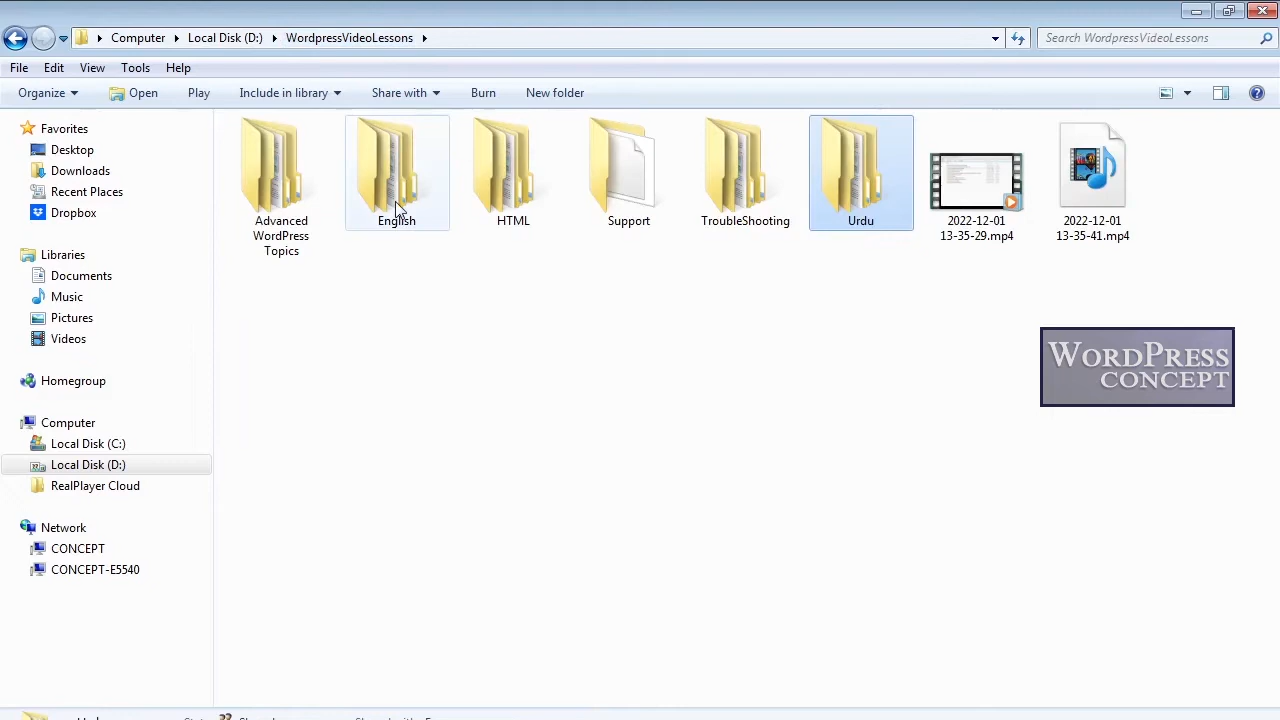 Computer
Local Disk (D:)
WordpressVideoLessons
Search WordpressVideoLessons
File Edit View Tools Help
Organize
Open
Play
Include in library
Share with
Burn
New folder
Favorites
Desktop
Downloads
Recent Places
Dropbox
Libraries
Documents
Music
Pictures
Videos
Homegroup
Computer
Local Disk (C:)
Local Disk (D:)
RealPlayer Cloud
Network
CONCEPT
CONCEPT-E5540
Advanced
WordPress
Topics
English
HTML
Support
TroubleShooting
Urdu
2022-12-01
13-35-29.mp4
2022-12-01
13-35-41.mp4
WORDPRESS
CONCEPT